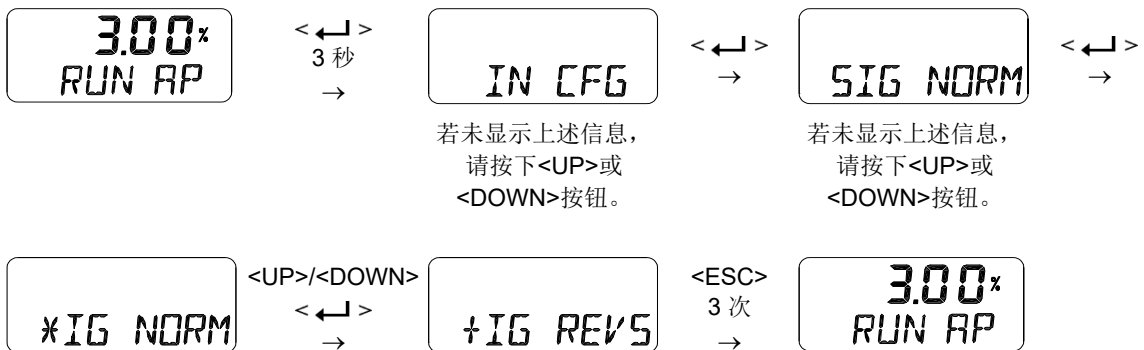 3.00%
RUN AP
< ↵ >
3 秒
→
IN CFG
若未显示上述信息，
请按下<UP>或
<DOWN>按钮。
< ↵ >
→
SIG NORM
若未显示上述信息，
请按下<UP>或
<DOWN>按钮。
< ↵ >
→
*IG NORM
<UP>/<DOWN>
< ↵ >
→
+IG REVS
<ESC>
3 次
→
3.00%
RUN AP